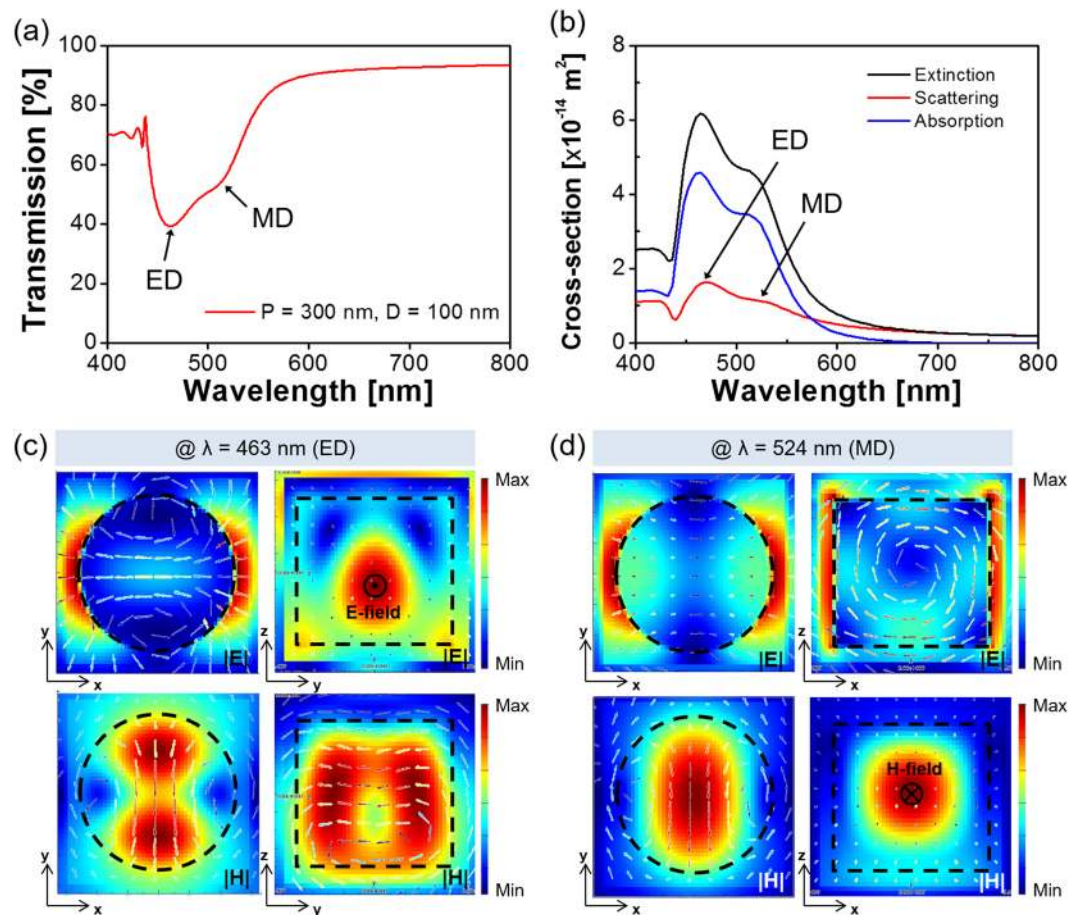 (a)
100
80
60
40
20
0
Transmission [%]
ED
MD
P = 300 nm, D = 100 nm
400 500 600 700 800
Wavelength [nm]
(b)
8
6
4
2
0
Cross-section [x10⁻¹⁴ m²]
Extinction
Scattering
Absorption
ED
MD
400 500 600 700 800
Wavelength [nm]
(c)
@ λ = 463 nm (ED)
y
x
|E|
z
y
E-field
|E|
Max
Min
y
x
|H|
z
y
|H|
Max
Min
(d)
@ λ = 524 nm (MD)
y
x
|E|
z
x
|E|
Max
Min
y
x
|H|
z
x
H-field
|H|
Max
Min